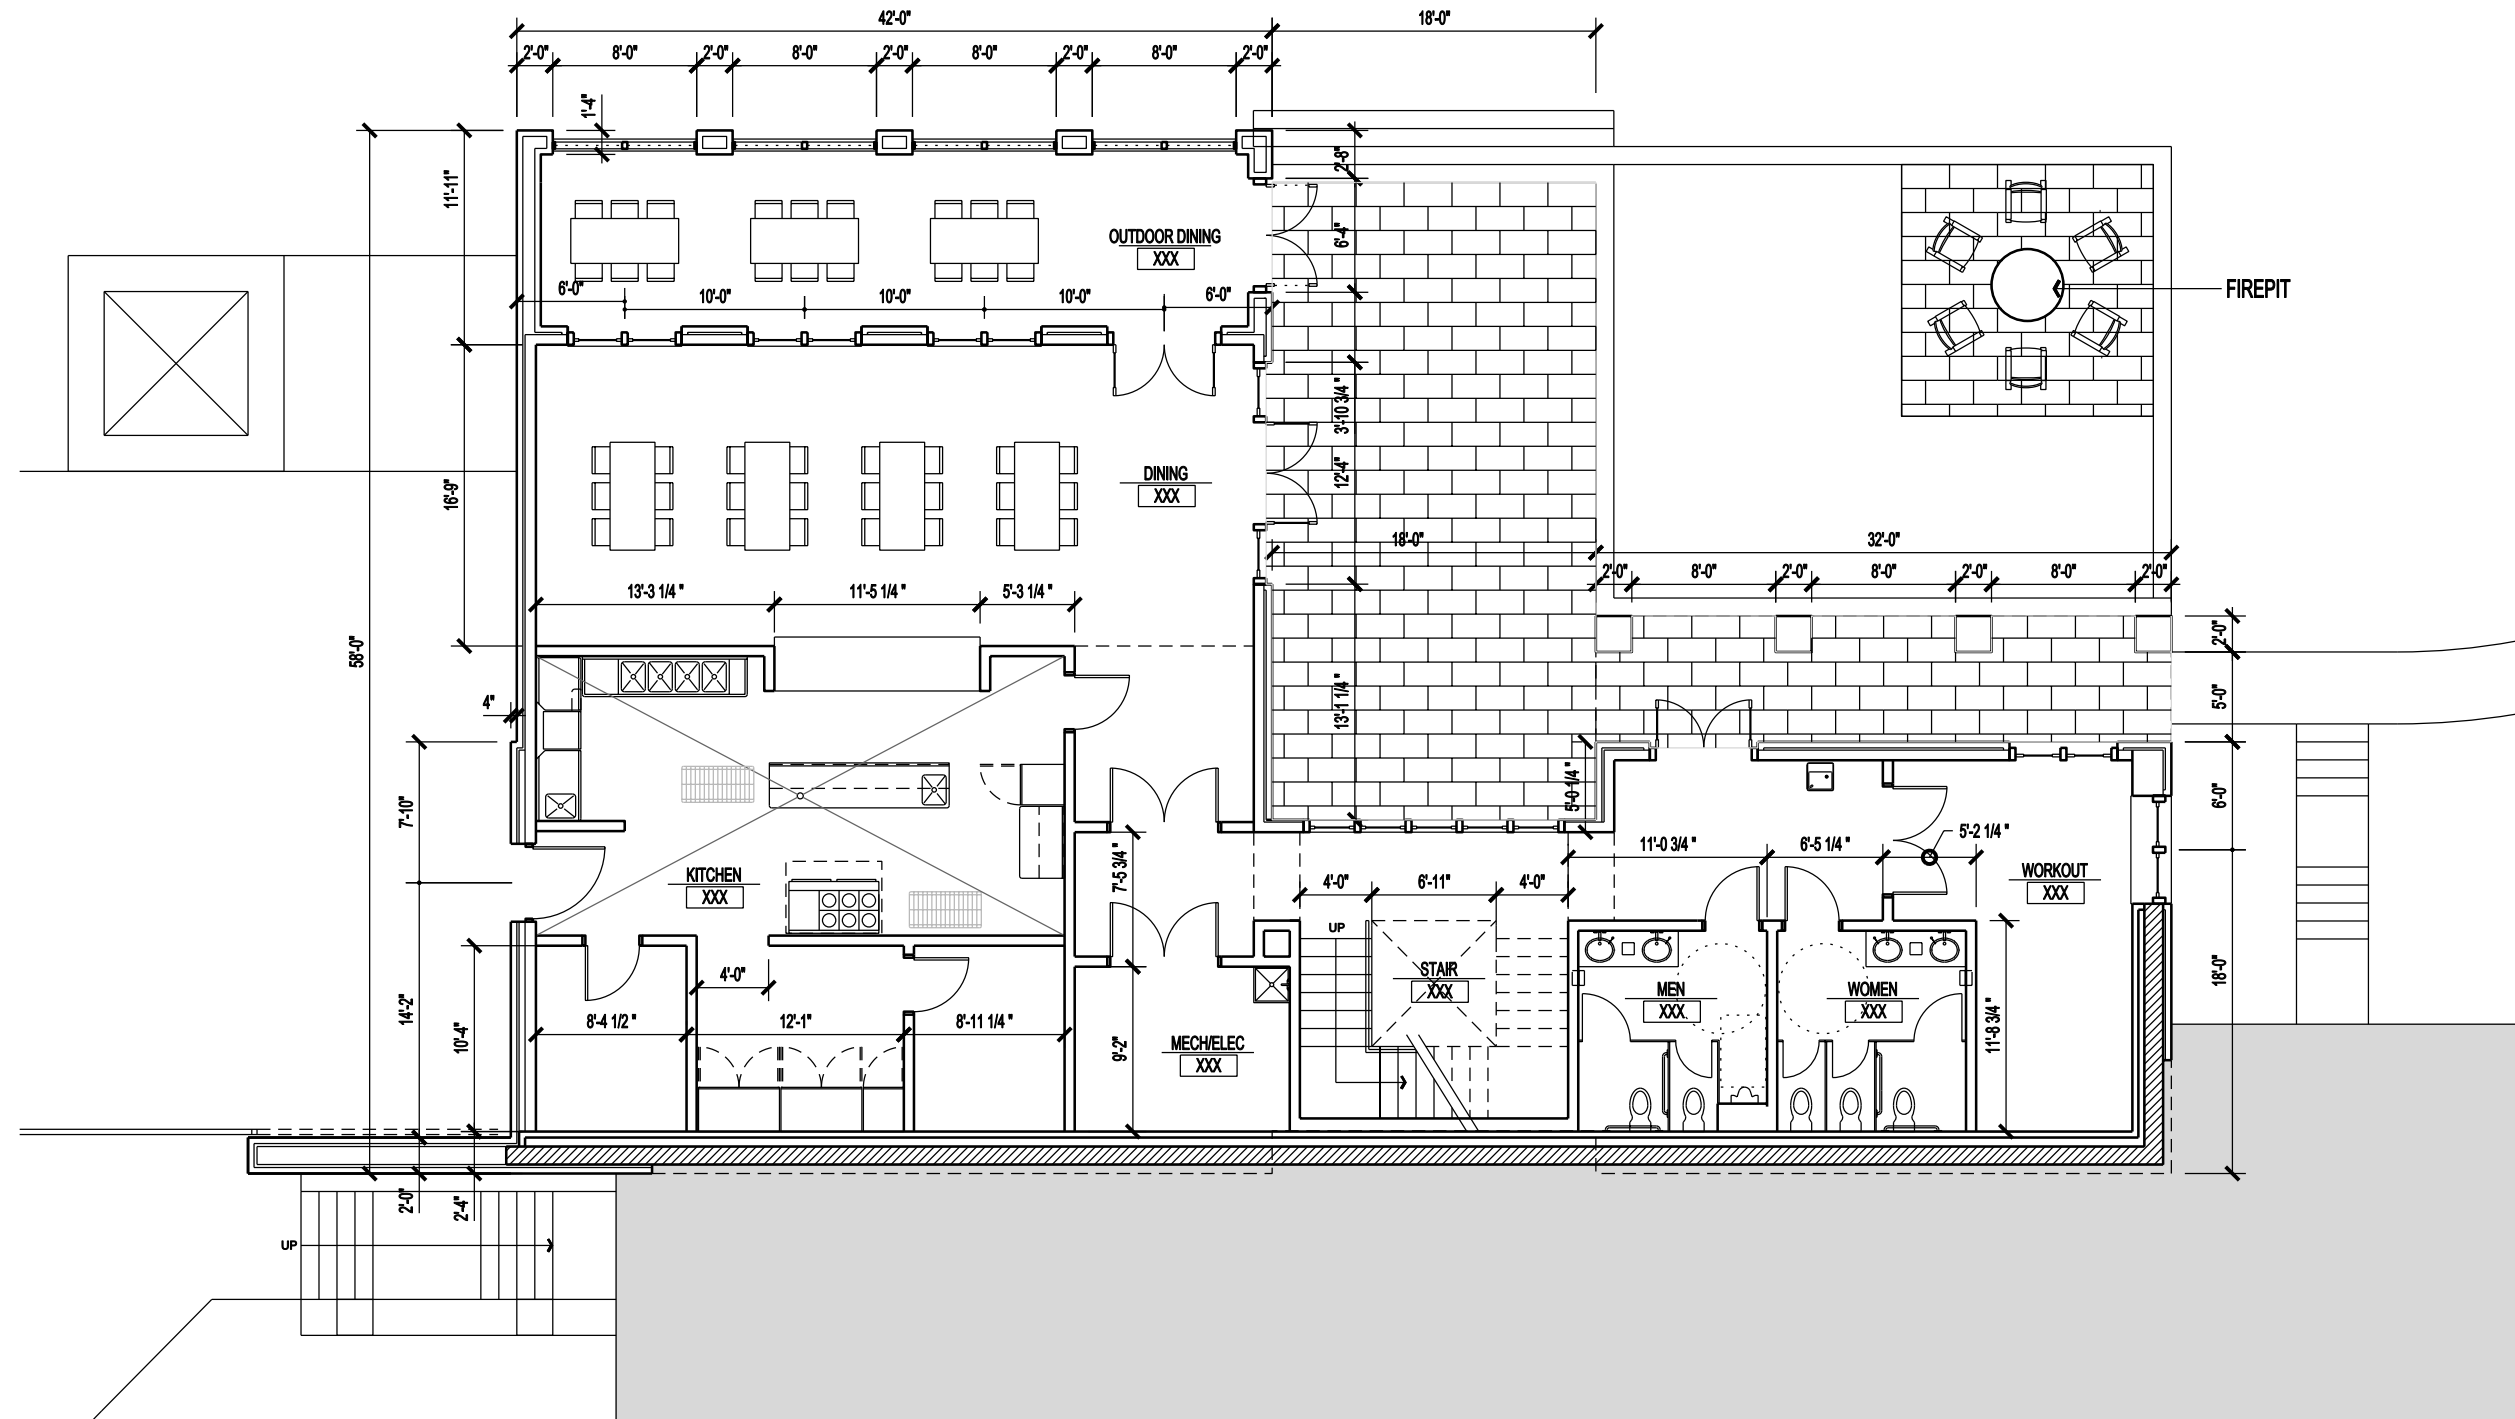 42'-0" 18'-0"
2'-0" 8'-0" 2'-0" 8'-0" 2'-0" 8'-0" 2'-0" 8'-0" 2'-0"
1'-4"
2'-8"
11'-11"
6'-4"
OUTDOOR DINING
XXX
FIREPIT
6'-0" 10'-0" 10'-0" 10'-0" 6'-0"
3'-10 3/4 "
DINING
XXX
16'-9"
12'-4"
18'-0" 32'-0"
2'-0" 8'-0" 2'-0" 8'-0" 2'-0" 8'-0" 2'-0"
13'-3 1/4 " 11'-5 1/4 " 5'-3 1/4 "
58'-0"
2'-0"
4"
13'-1 1/4 "
5'-0"
5'-0 1/4 "
7'-10"
6'-0"
5'-2 1/4 "
11'-0 3/4 " 6'-5 1/4 "
7'-5 3/4 "
KITCHEN
XXX
4'-0" 6'-11" 4'-0"
WORKOUT
XXX
UP
STAIR
XXX
4'-0"
18'-0"
MEN
XXX
WOMEN
XXX
14'-2"
10'-4"
8'-4 1/2 " 12'-1" 8'-11 1/4 "
9'-2"
MECH/ELEC
XXX
11'-8 3/4 "
2'-0"
2'-4"
UP